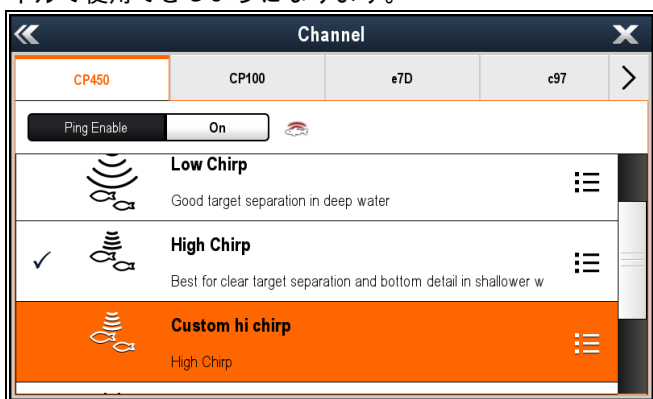 Channel
CP450
CP100
e7D
c97
Ping Enable
On
Low Chirp
Good target separation in deep water
High Chirp
Best for clear target separation and bottom detail in shallower w
Custom hi chirp
High Chirp